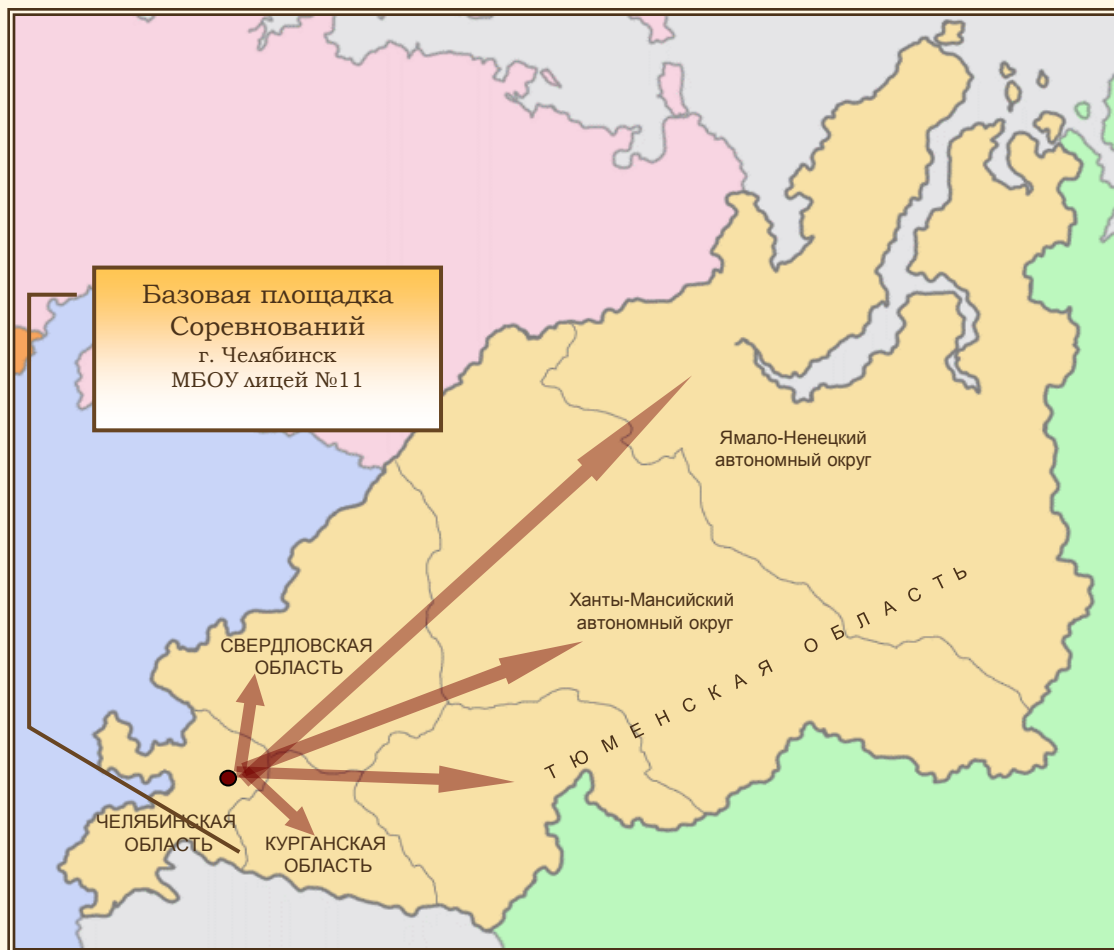 Базовая площадка
Соревнований
г. Челябинск
МБОУ лицей №11
Ямало-Ненецкий
автономный округ
Ханты-Мансийский
автономный округ
ТЮМЕНСКАЯ ОБЛАСТЬ
СВЕРДЛОВСКАЯ
ОБЛАСТЬ
ЧЕЛЯБИНСКАЯ
ОБЛАСТЬ
КУРГАНСКАЯ
ОБЛАСТЬ